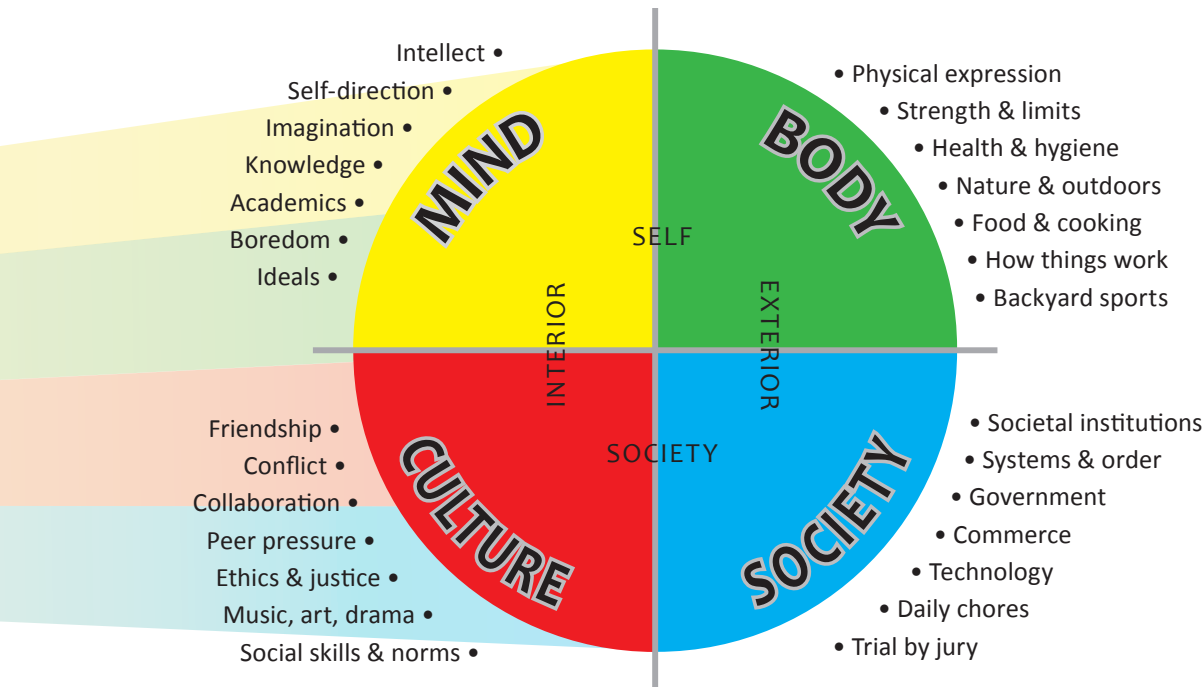 Intellect •
Self-direction •
Imagination •
Knowledge •
Academics •
Boredom •
Ideals •
MIND
BODY
• Physical expression
• Strength & limits
• Health & hygiene
• Nature & outdoors
• Food & cooking
• How things work
• Backyard sports
SELF
INTERIOR
EXTERIOR
SOCIETY
Friendship •
Conflict •
Collaboration •
Peer pressure •
Ethics & justice •
Music, art, drama •
Social skills & norms •
CULTURE
SOCIETY
• Societal institutions
• Systems & order
• Government
• Commerce
• Technology
• Daily chores
• Trial by jury